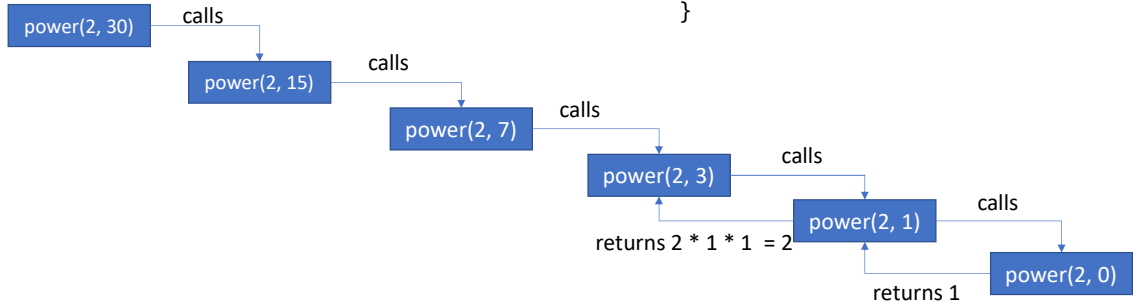 }
power(2, 30)
calls
power(2, 15)
calls
power(2, 7)
calls
power(2, 3)
calls
power(2, 1)
calls
returns 2 * 1 * 1  = 2
power(2, 0)
returns 1